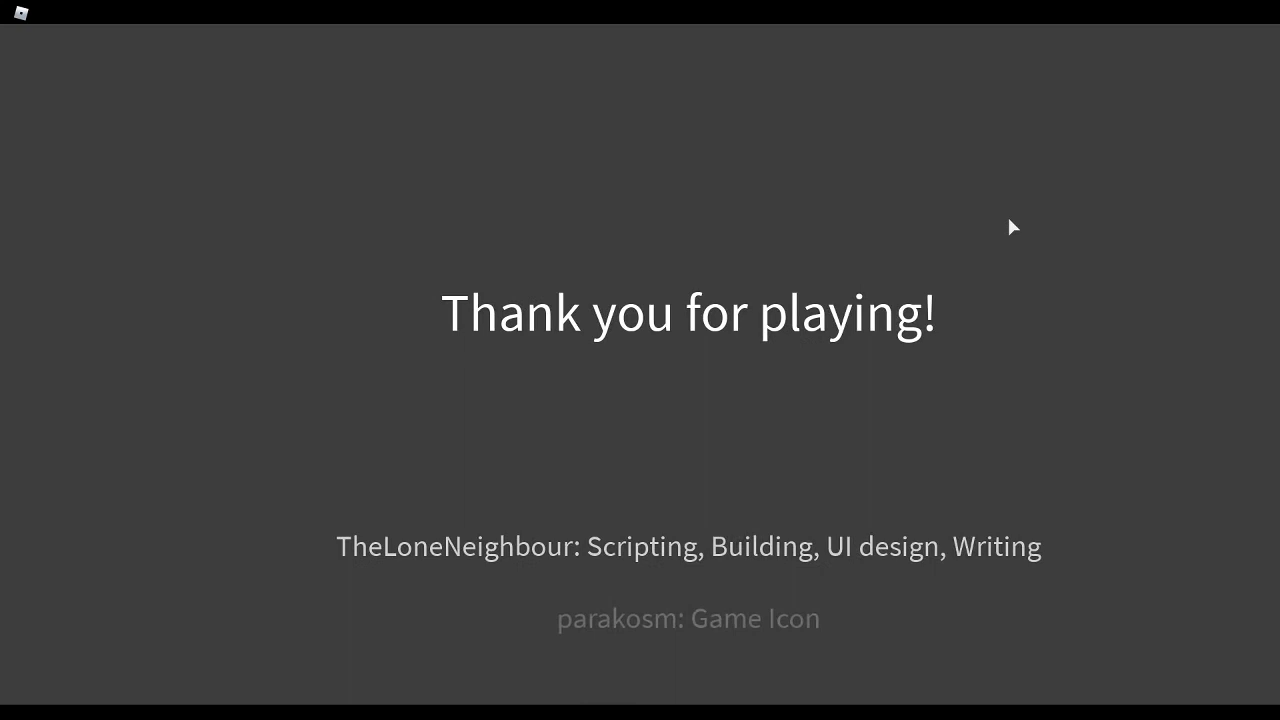 Thank you for playing!
TheLoneNeighbour: Scripting, Building, UI design, Writing
parakosm: Game Icon